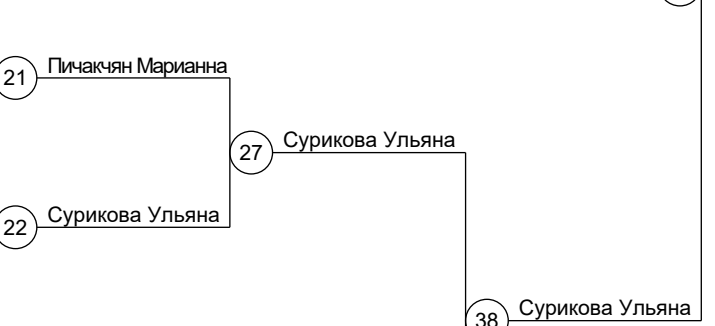 21 Пичакчян Марианна
27 Сурикова Ульяна
22 Сурикова Ульяна
38 Сурикова Ульяна